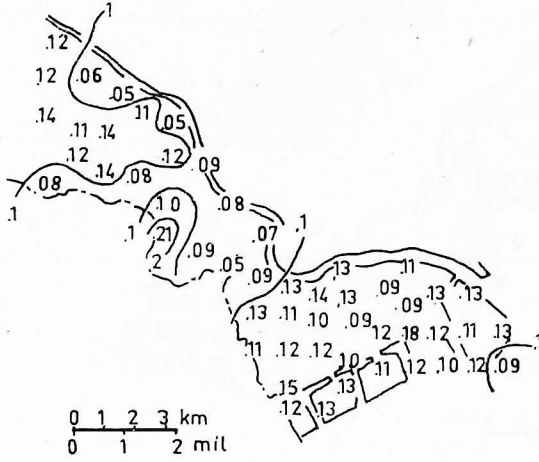 .1
.12
.12 .06
.05
.14 .11 .05
.11 .14
.12 .12 .09
.14 .08
.08
.1 .10 .08
.1 .21 .07 .1
.2 .09
.05 .09 .11
.13 .13 .13
.14 .13 .09 .13
.13 .11 .09
.10 .09 .12 .18 .12 .11 .13
.11 .12 .12 .1
.10 .11 .12 .10 .12 .09
.15 .13
.12 .13
0 1 2 3 km
0 1 2 mil